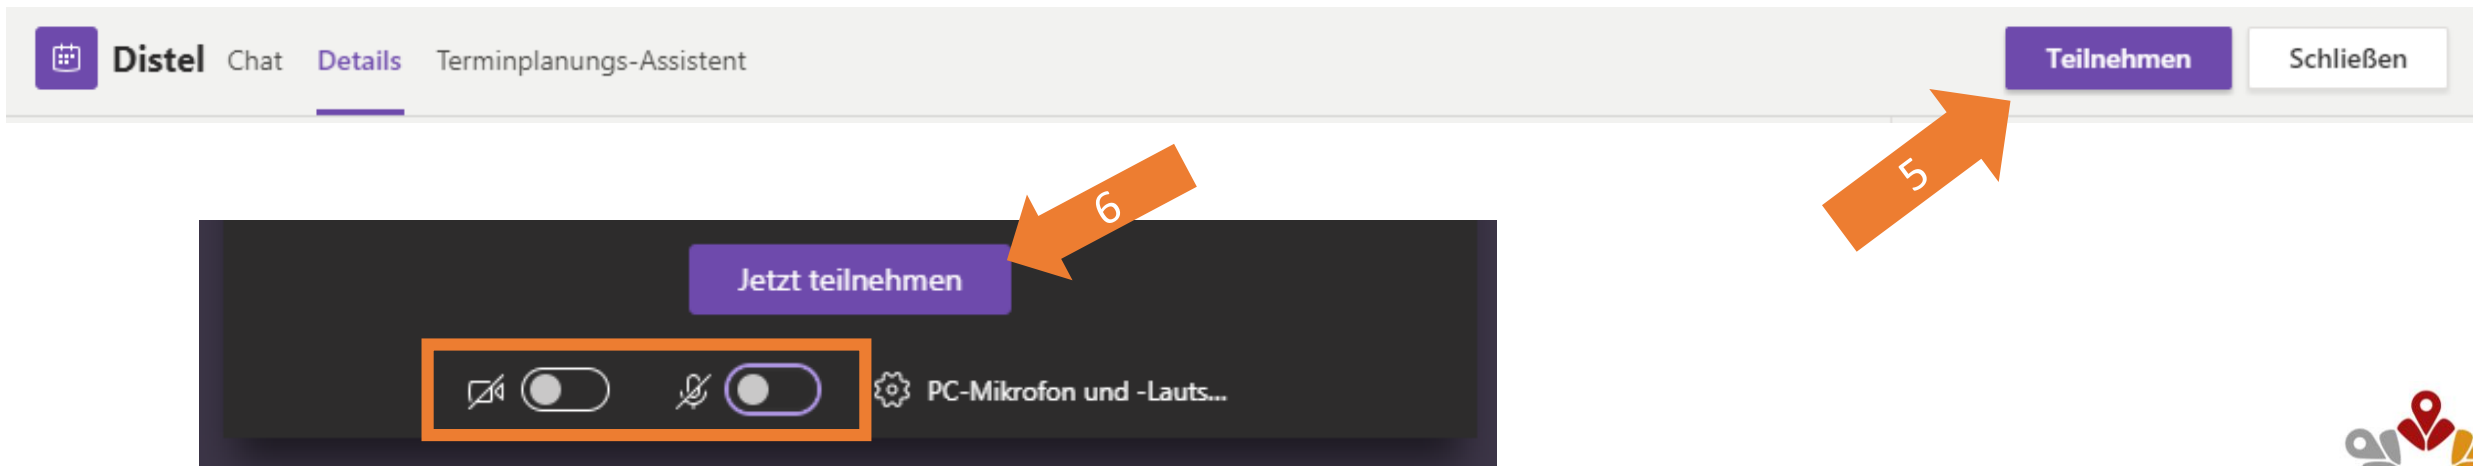 Distel Chat Details Terminplanungs-Assistent Teilnehmen Schließen
5
6
Jetzt teilnehmen
PC-Mikrofon und -Lauts...